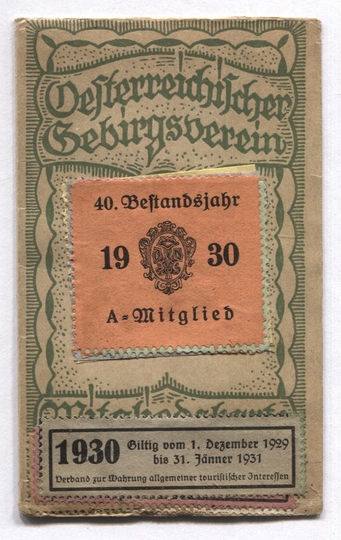 Oesterreichischer
Gebirgsverein
40. Bestandsjahr
19 30
A=Mitglied
1930 Giltig vom 1. Dezember 1929
bis 31. Jänner 1931
Verband zur Wahrung allgemeiner touristischer Interessen